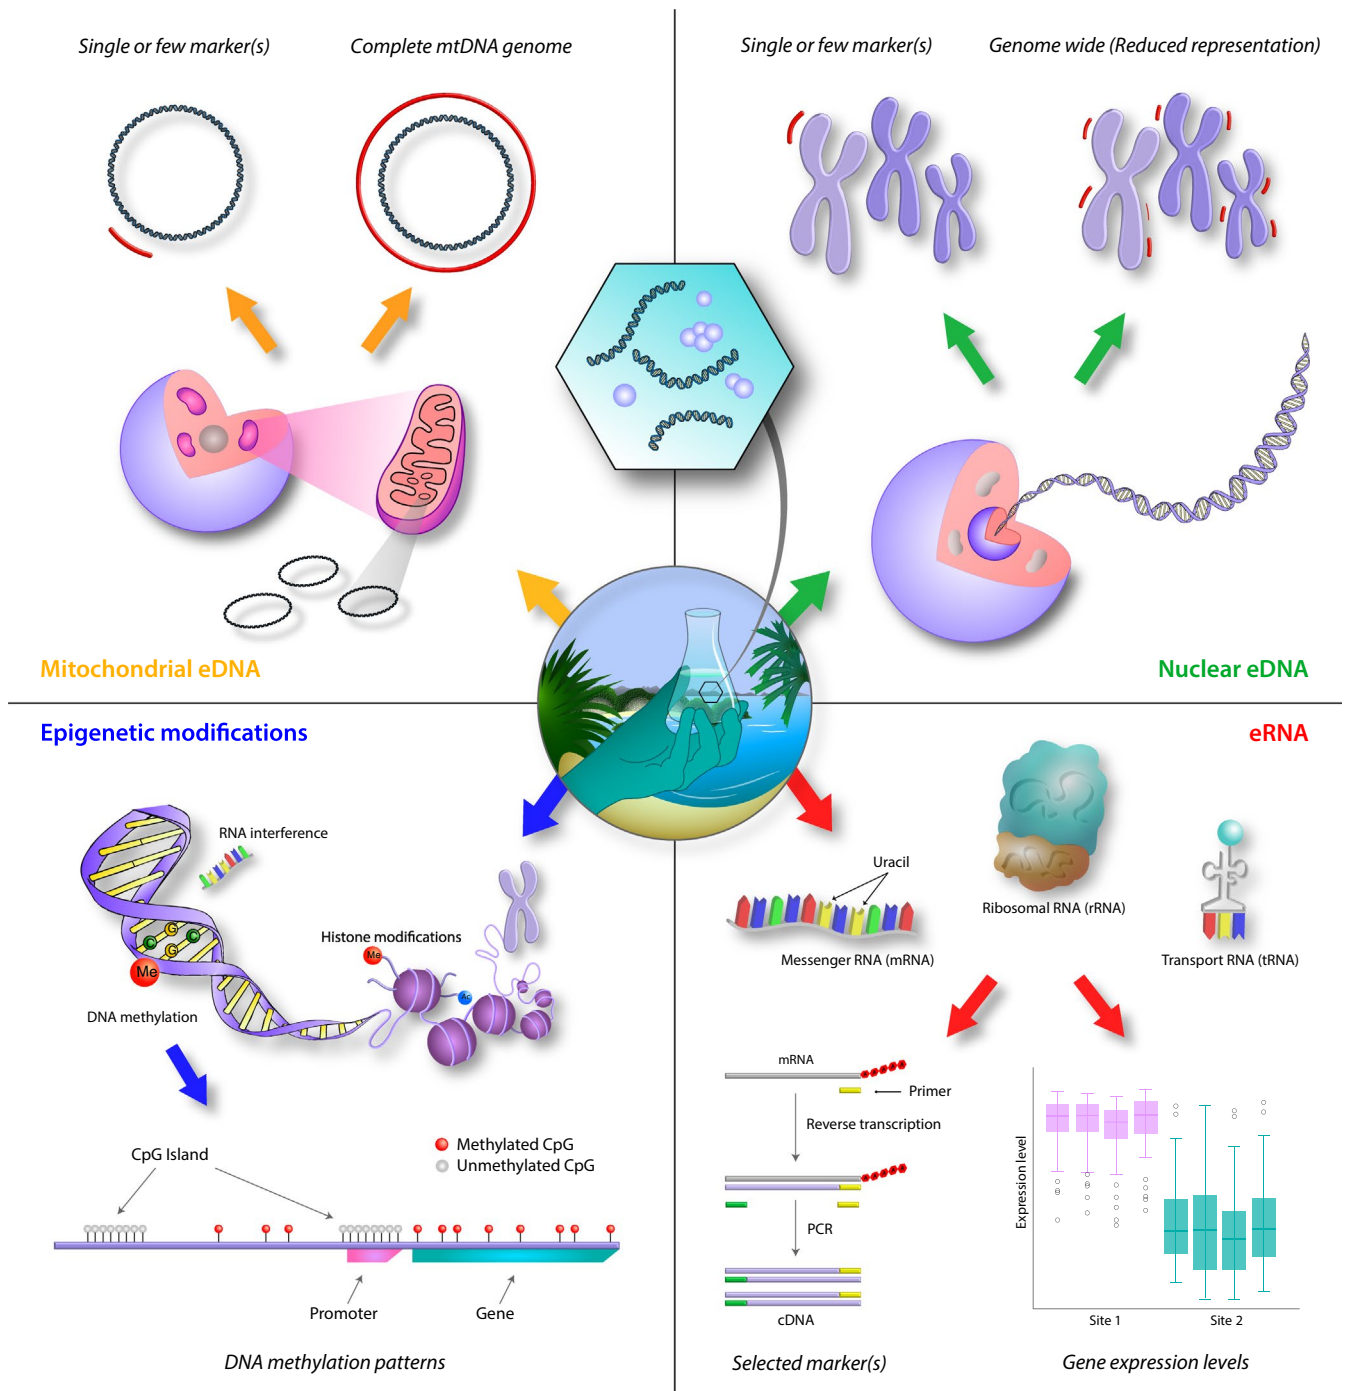 Single or few marker(s)
Complete mtDNA genome
Mitochondrial eDNA
Single or few marker(s)
Genome wide (Reduced representation)
Nuclear eDNA
Epigenetic modifications
RNA interference
Histone modifications
Me
Ac
C
G
G
C
Me
DNA methylation
Methylated CpG
Unmethylated CpG
CpG Island
Promoter
Gene
DNA methylation patterns
eRNA
Uracil
Messenger RNA (mRNA)
Ribosomal RNA (rRNA)
Transport RNA (tRNA)
mRNA
Primer
Reverse transcription
PCR
cDNA
Selected marker(s)
Expression level
Site 1
Site 2
Gene expression levels